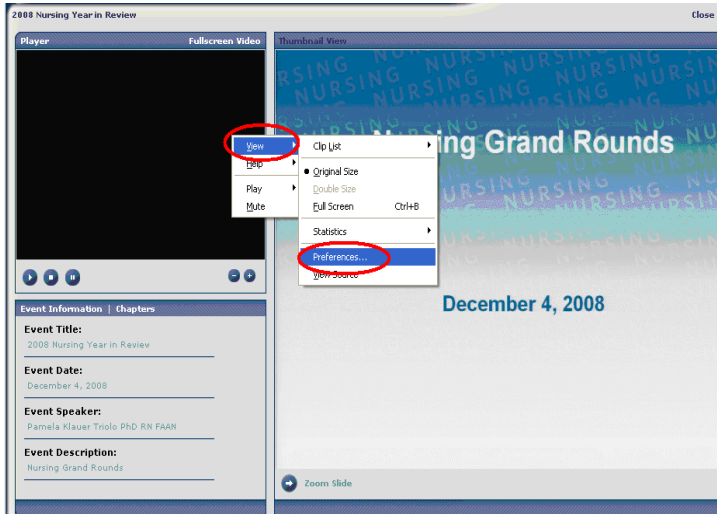 2008 Nursing Year in Review
Close
Player
Fullscreen Video
Thumbnail View
NURSING NURSING NURSING
ing Grand Rounds
December 4, 2008
View
Help
Play
Mute
Clip List
Original Size
Double Size
Full Screen Ctrl+B
Statistics
Preferences...
View Source
Event Information | Chapters
Event Title:
2008 Nursing Year in Review
Event Date:
December 4, 2008
Event Speaker:
Pamela Klauer Triolo PhD RN FAAN
Event Description:
Nursing Grand Rounds
Zoom Slide